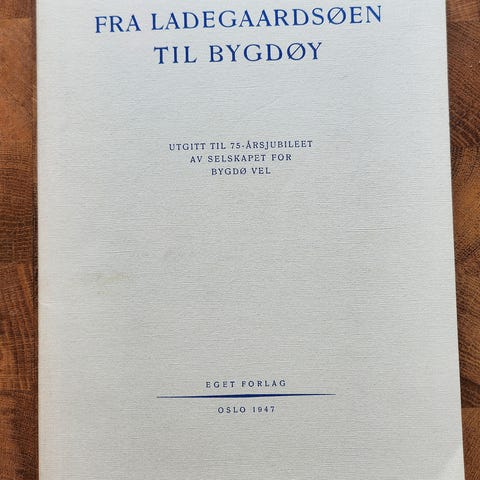 FRA LADEGAARDSØEN
TIL BYGDØY
UTGITT TIL 75-ÅRSJUBILEET
AV SELSKAPET FOR
BYGDØ VEL
EGET FORLAG
OSLO 1947